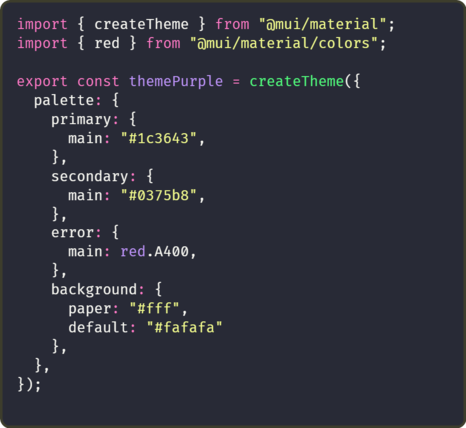 import { createTheme } from "@mui/material";
import { red } from "@mui/material/colors";

export const themePurple = createTheme({
  palette: {
    primary: {
      main: "#1c3643",
    },
    secondary: {
      main: "#0375b8",
    },
    error: {
      main: red.A400,
    },
    background: {
      paper: "#fff",
      default: "#fafafa"
    },
  },
});